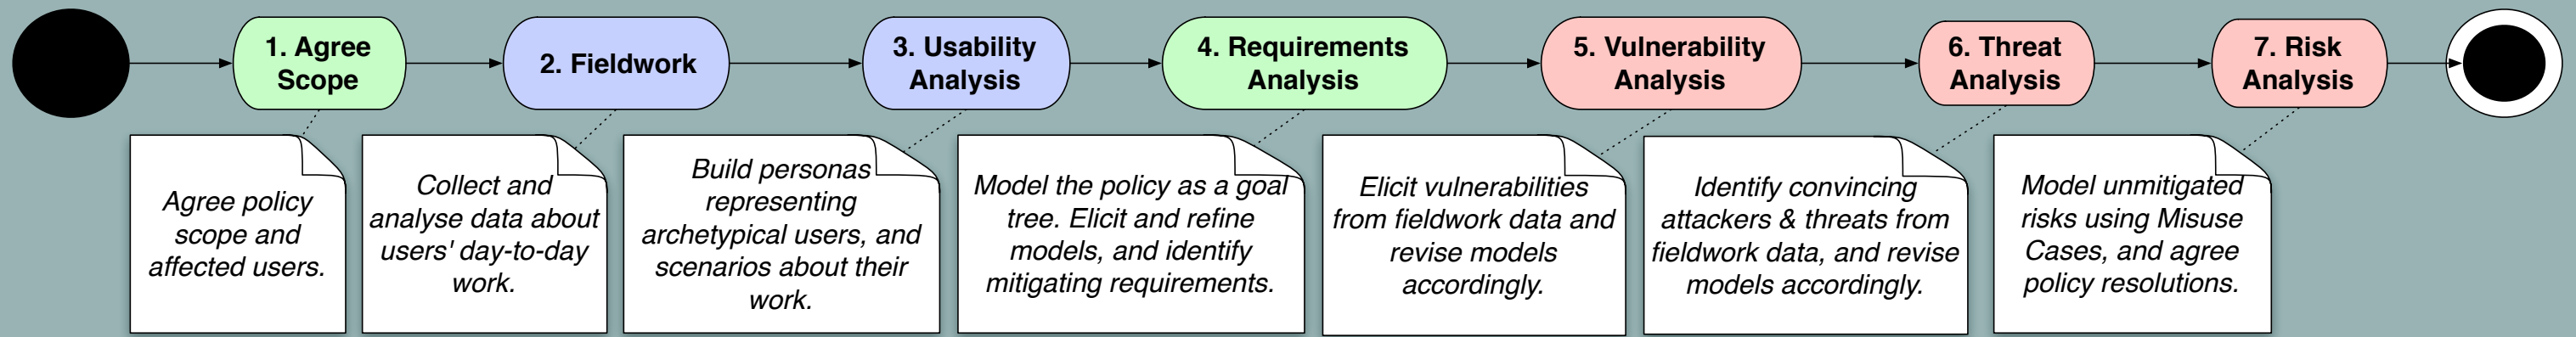 1. Agree
Scope
2. Fieldwork
3. Usability
Analysis
4. Requirements
Analysis
5. Vulnerability
Analysis
6. Threat
Analysis
7. Risk
Analysis
Agree policy
scope and
affected users.
Collect and
analyse data about
users' day-to-day
work.
Build personas
representing
archetypical users, and
scenarios about their
work.
Model the policy as a goal
tree. Elicit and refine
models, and identify
mitigating requirements.
Elicit vulnerabilities
from fieldwork data and
revise models
accordingly.
Identify convincing
attackers & threats from
fieldwork data, and revise
models accordingly.
Model unmitigated
risks using Misuse
Cases, and agree
policy resolutions.